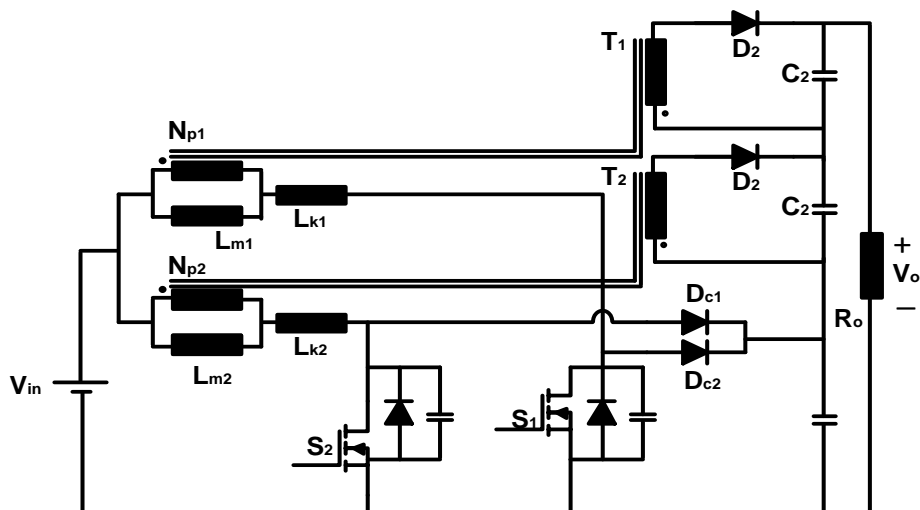 T1
D2
C2
Np1
T2
D2
C2
Lk1
Lm1
Np2
+
Vo
−
Ro
Dc1
Lk2
Lm2
Dc2
Vin
S1
S2